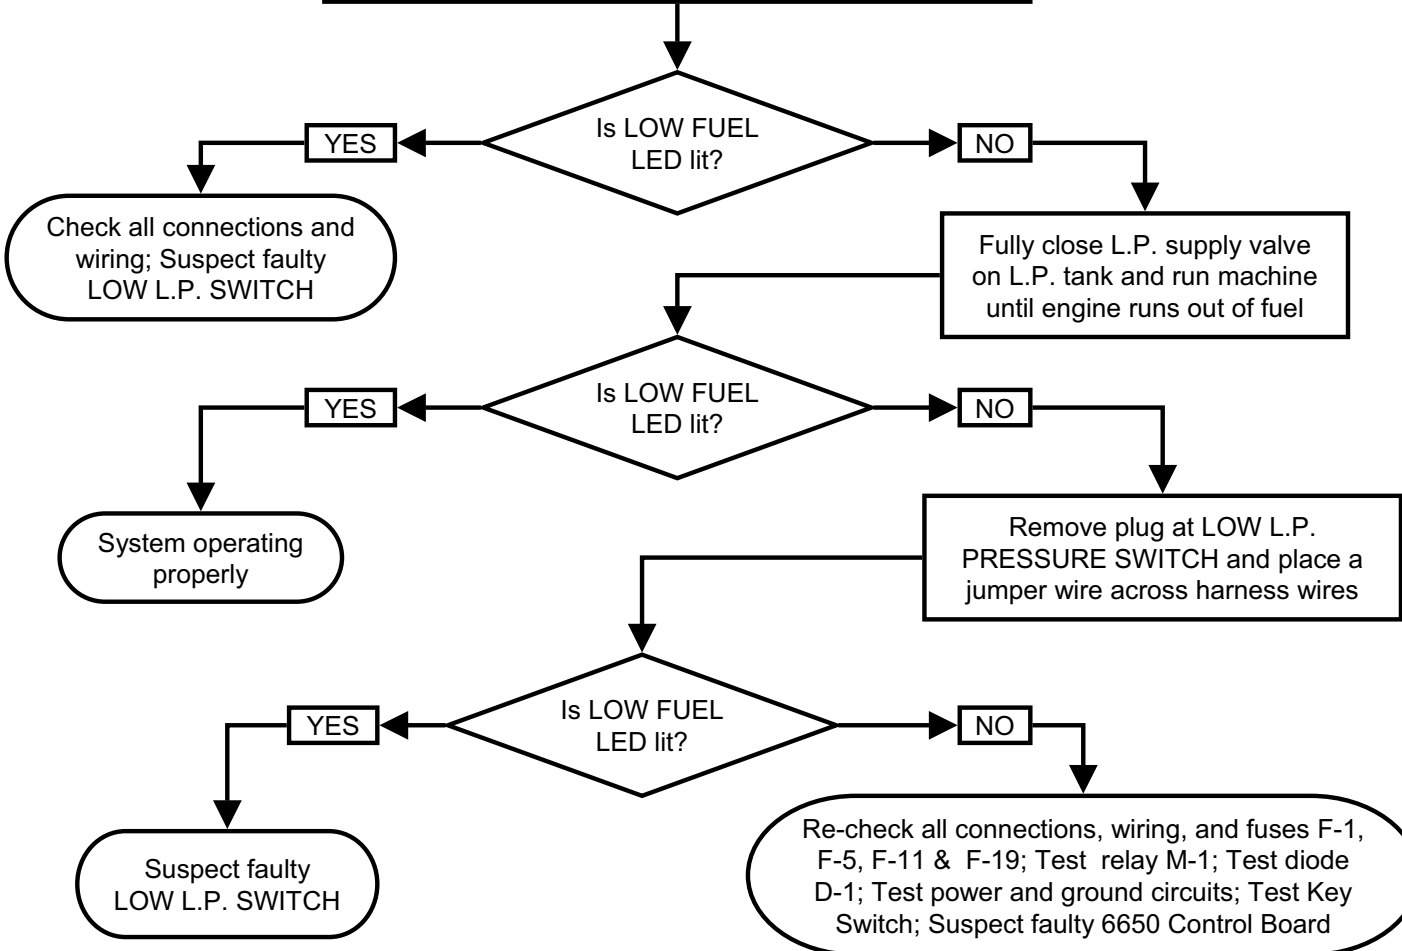 Is LOW FUEL
LED lit?
YES
NO
Check all connections and
wiring; Suspect faulty
LOW L.P. SWITCH
Fully close L.P. supply valve
on L.P. tank and run machine
until engine runs out of fuel
Is LOW FUEL
LED lit?
YES
NO
System operating
properly
Remove plug at LOW L.P.
PRESSURE SWITCH and place a
jumper wire across harness wires
Is LOW FUEL
LED lit?
YES
NO
Suspect faulty
LOW L.P. SWITCH
Re-check all connections, wiring, and fuses F-1,
F-5, F-11 & F-19; Test relay M-1; Test diode
D-1; Test power and ground circuits; Test Key
Switch; Suspect faulty 6650 Control Board